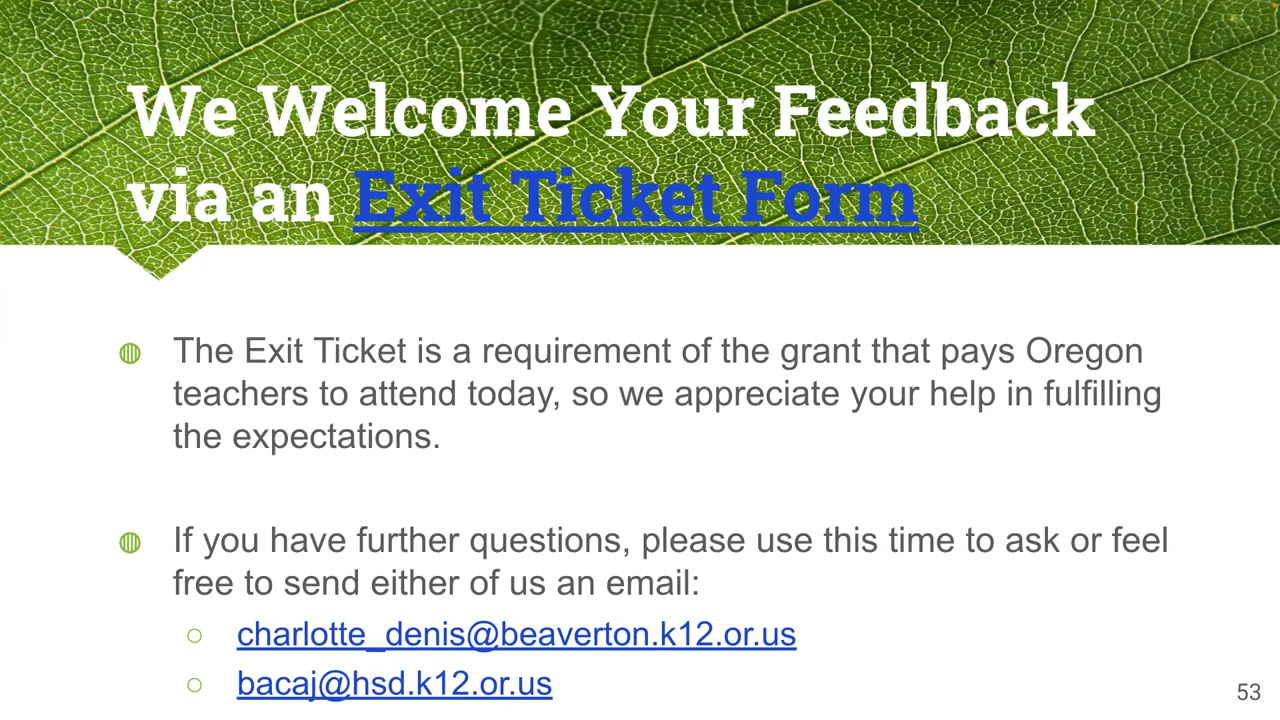 We Welcome Your Feedback
via an Exit Ticket Form
The Exit Ticket is a requirement of the grant that pays Oregon
teachers to attend today, so we appreciate your help in fulfilling
the expectations.
If you have further questions, please use this time to ask or feel
free to send either of us an email:
charlotte_denis@beaverton.k12.or.us
bacaj@hsd.k12.or.us
53